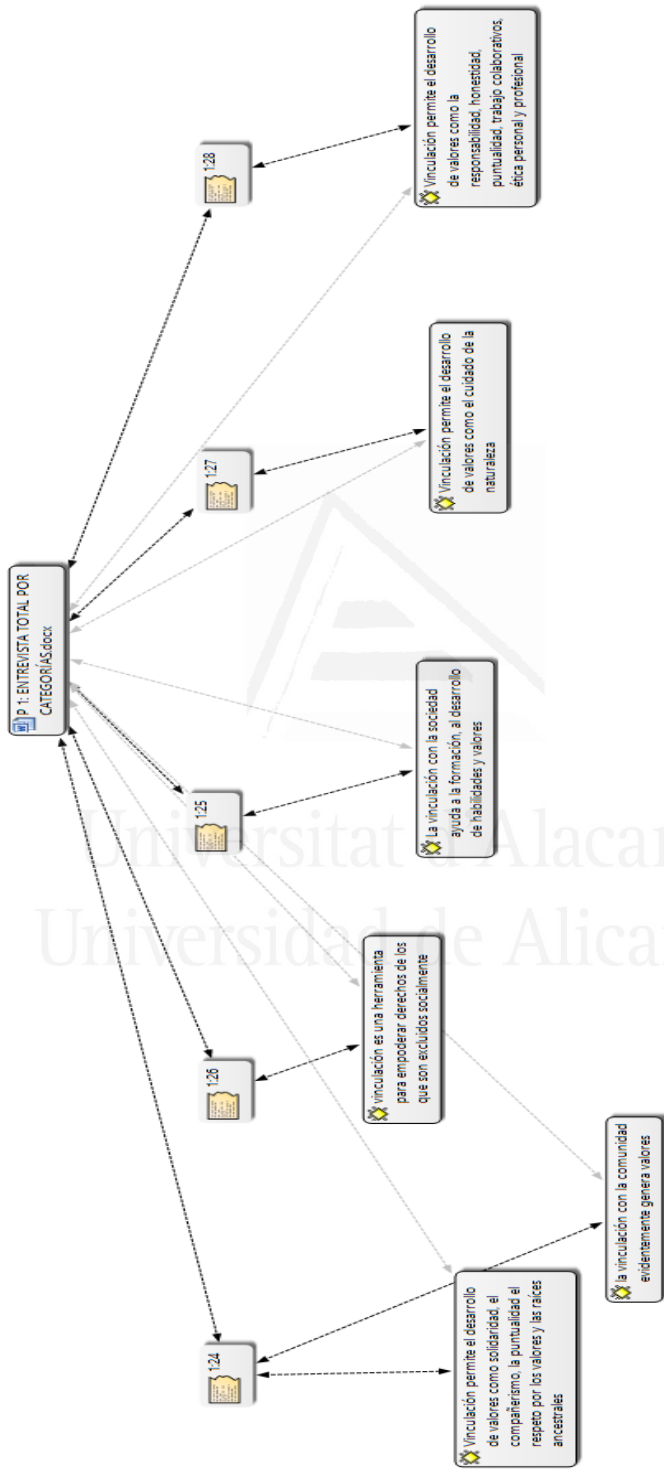 P 1: ENTREVISTA TOTAL POR
CATEGORÍAS.docx
1:24
1:26
1:25
1:27
1:28
Vinculación permite el desarrollo
de valores como solidaridad, el
compañerismo, la puntualidad el
respeto por los valores y las raíces
ancestrales
la vinculación con la comunidad
evidentemente genera valores
vinculación es una herramienta
para empoderar derechos de los
que son excluidos socialmente
La vinculación con la sociedad
ayuda a la formación, al desarrollo
de habilidades y valores
Vinculación permite el desarrollo
de valores como el cuidado de la
naturaleza
Vinculación permite el desarrollo
de valores como la
responsabilidad, honestidad,
puntualidad, trabajo colaborativos,
ética personal y profesional
Universitat d'Alacan
Universidad de Alican